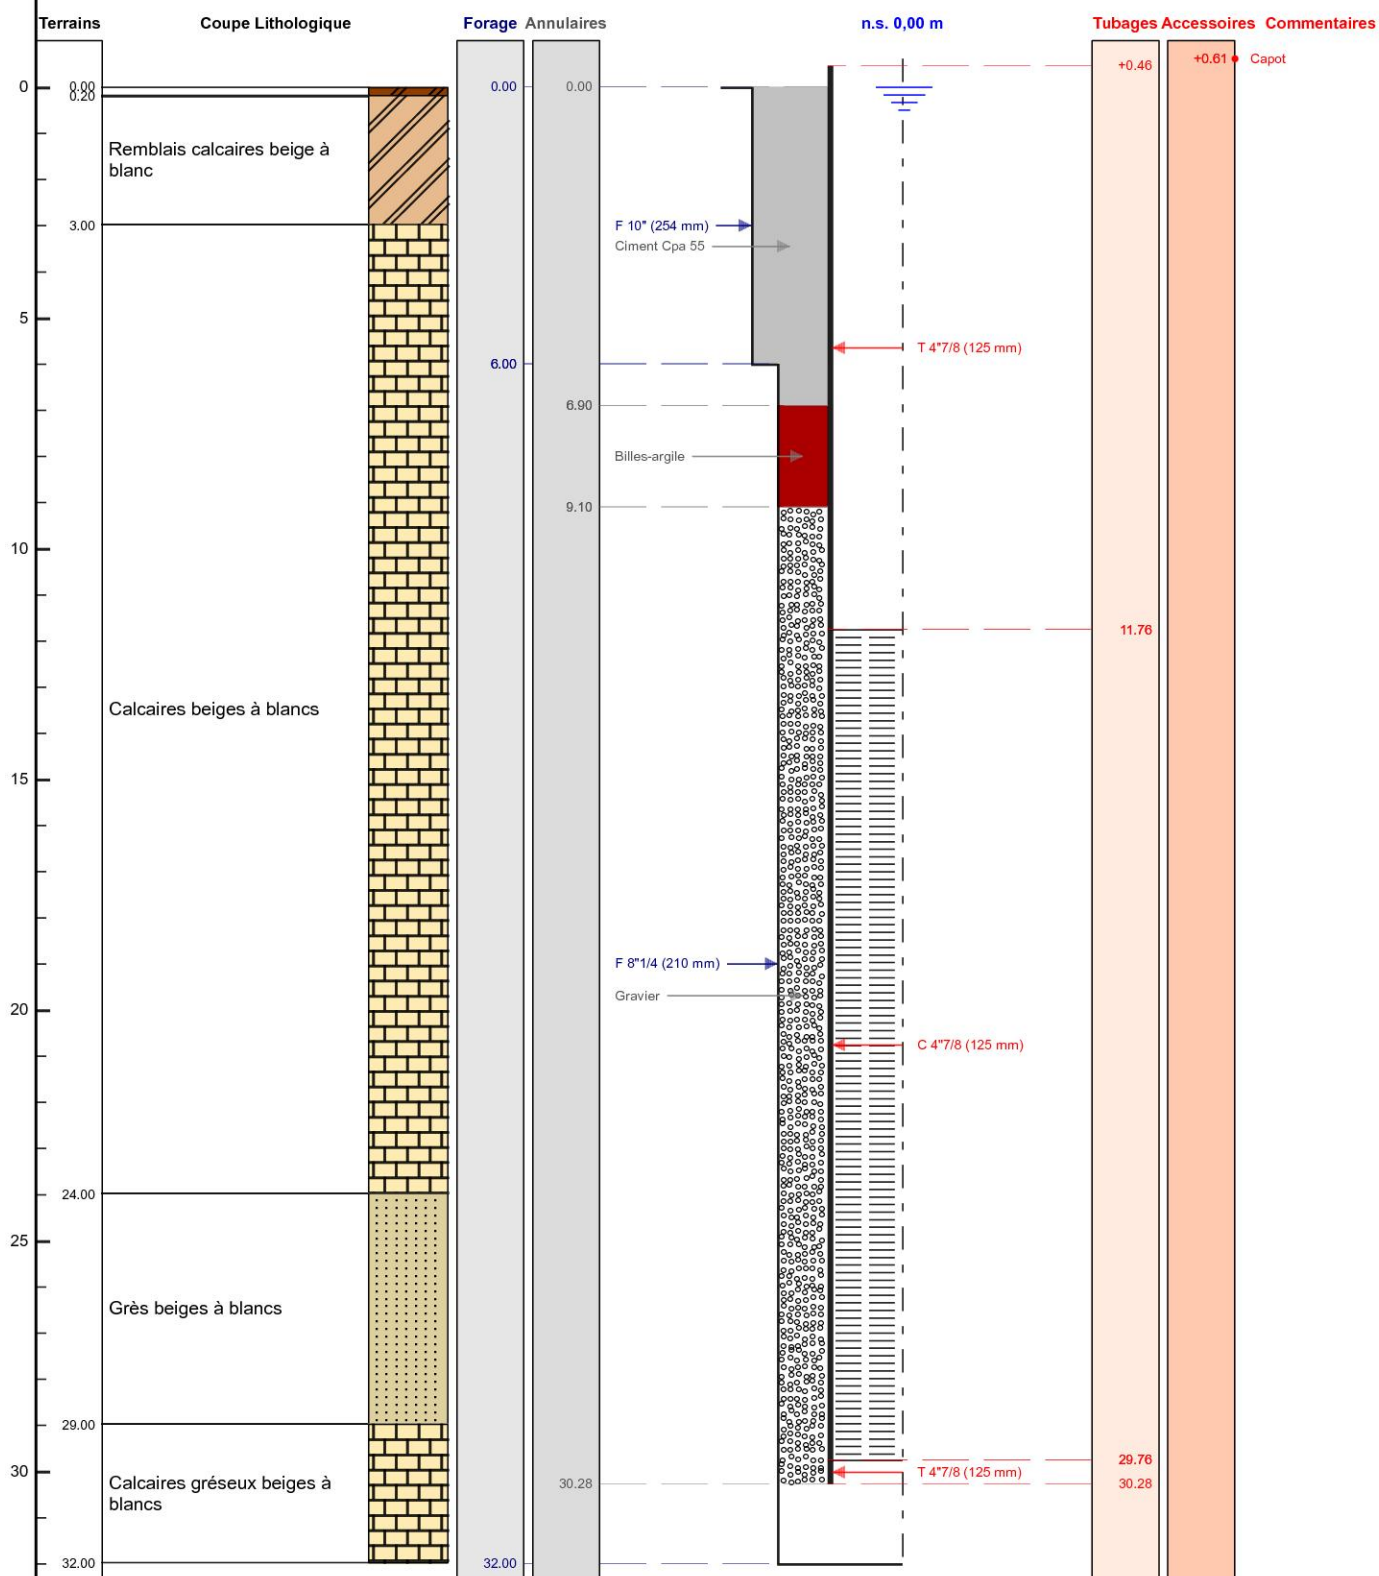 Terrains Coupe Lithologique Forage Annulaires n.s. 0,00 m Tubages Accessoires Commentaires
+0.46 +0.61 Capot
0 0.00 0.00 0.00
0.20
Remblais calcaires beige à
blanc
3.00 F 10" (254 mm)
Ciment Cpa 55
5
T 4"7/8 (125 mm)
6.00
6.90
Billes-argile
9.10
10
11.76
Calcaires beiges à blancs
15
F 8"1/4 (210 mm)
Gravier
20
C 4"7/8 (125 mm)
24.00
25
Grès beiges à blancs
29.00
29.76
30 T 4"7/8 (125 mm)
Calcaires gréseux beiges à
blancs
30.28 30.28
32.00 32.00